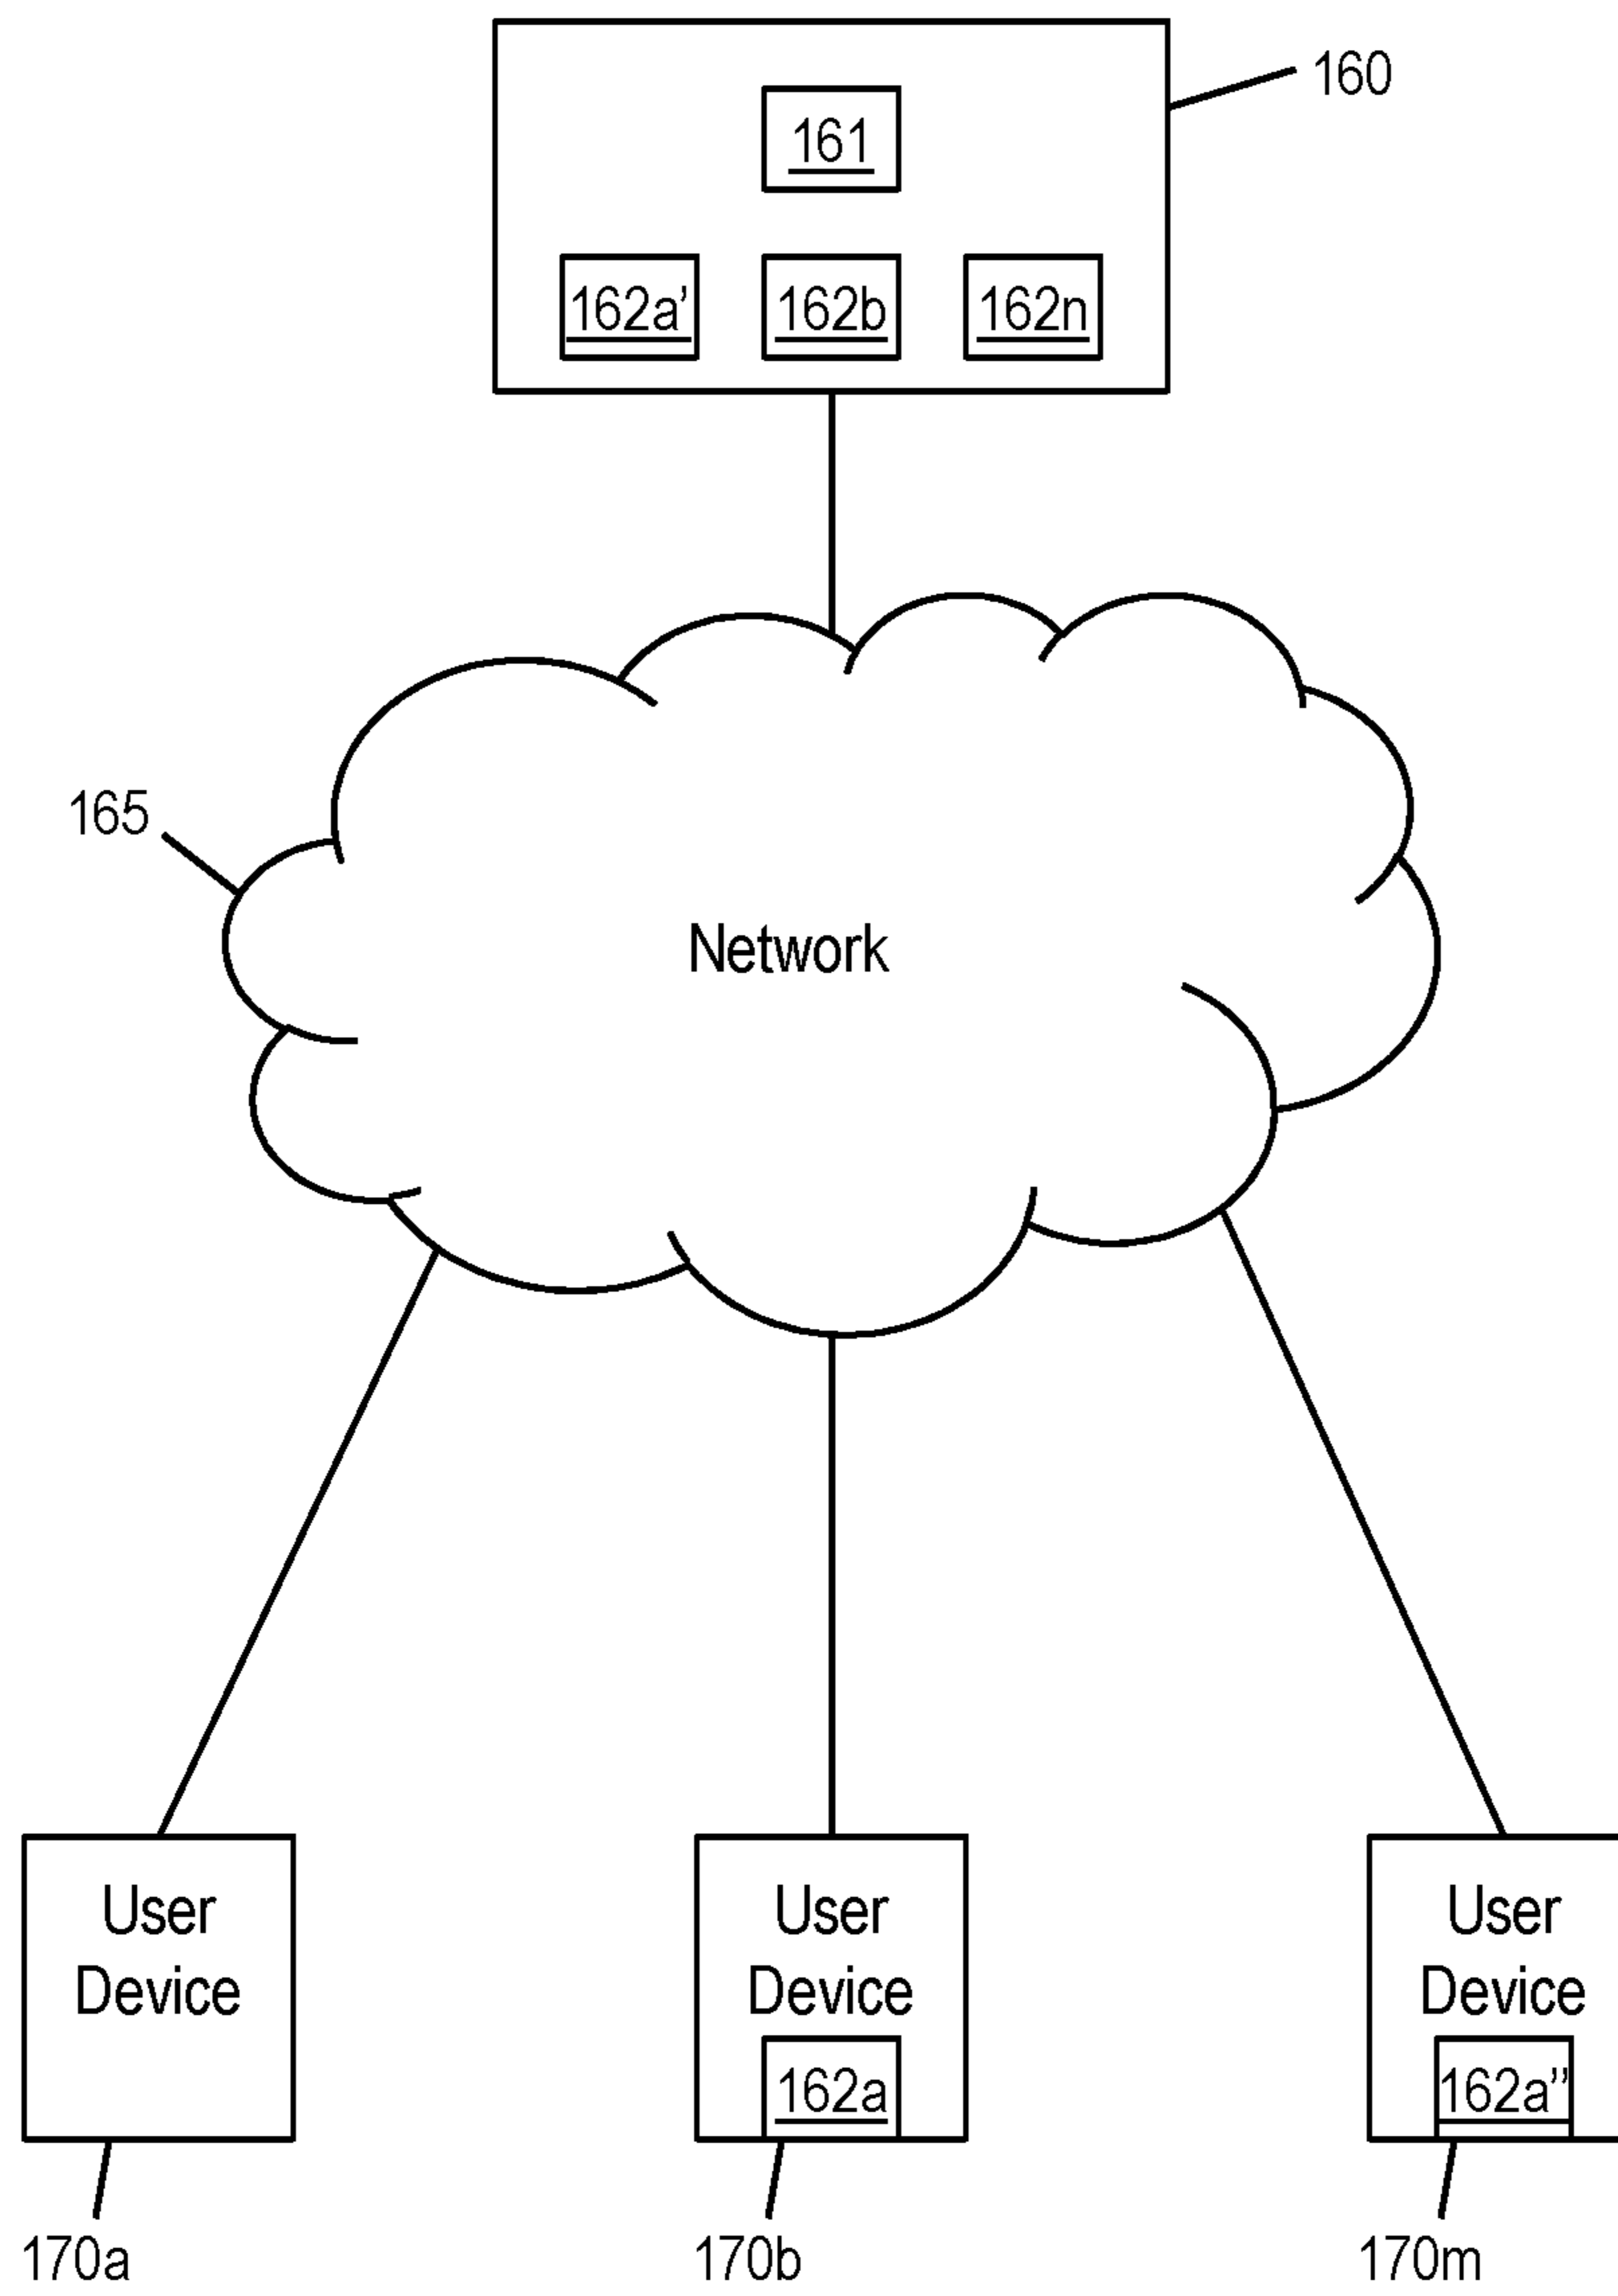 160
161
162a’ 162b 162n
165
Network
User User User
Device Device Device
162a 162a”
170a 170b 170m